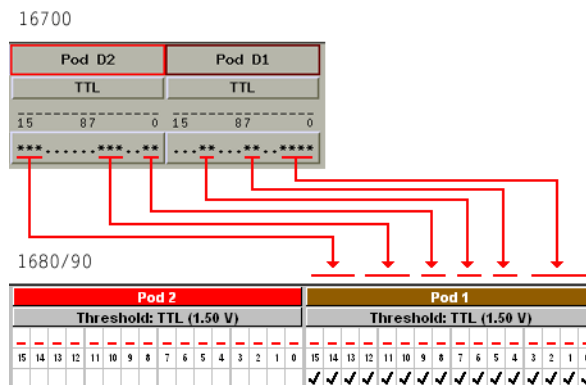 16700
Pod D2 Pod D1
TTL TTL
15 87 0 15 87 0
***......***..** ...**...**..****
1680/90
Pod 2 Pod 1
Threshold: TTL (1.50 V) Threshold: TTL (1.50 V)
15 14 13 12 11 10 9 8 7 6 5 4 3 2 1 0 15 14 13 12 11 10 9 8 7 6 5 4 3 2 1